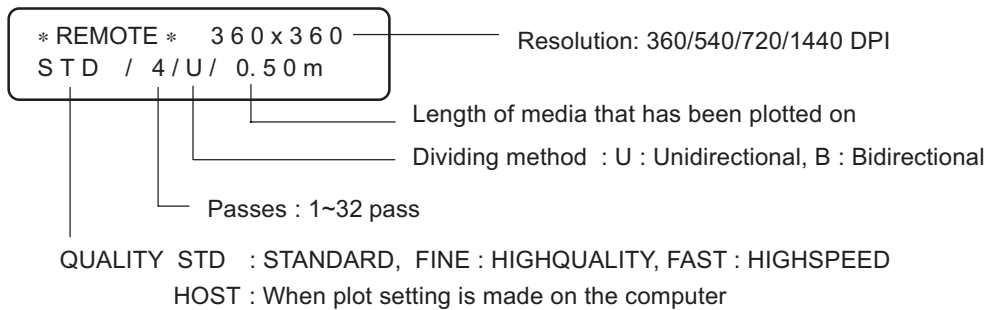 * REMOTE * 360x360
Resolution: 360/540/720/1440 DPI
STD / 4/U/ 0.50m
Length of media that has been plotted on
Dividing method : U : Unidirectional, B : Bidirectional
Passes : 1~32 pass
QUALITY STD : STANDARD, FINE : HIGHQUALITY, FAST : HIGHSPEED
HOST : When plot setting is made on the computer